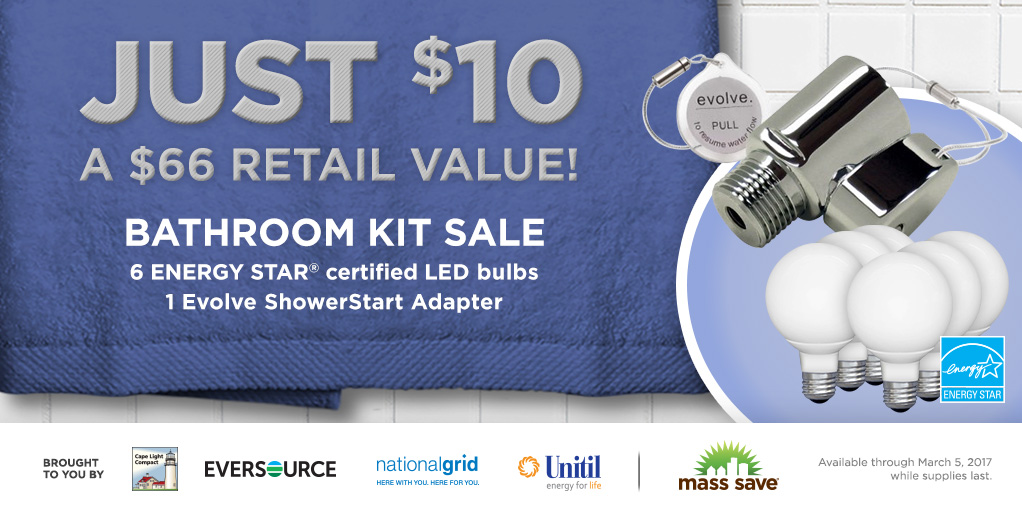 JUST $10
A $66 RETAIL VALUE!
BATHROOM KIT SALE
6 ENERGY STAR® certified LED bulbs
1 Evolve ShowerStart Adapter
evolve.
PULL
to resume water flow
energy
ENERGY STAR
BROUGHT
TO YOU BY
Cape Light
Compact
EVERSOURCE
nationalgrid
HERE WITH YOU. HERE FOR YOU.
Unitil
energy for life
mass save®
Available through March 5, 2017
while supplies last.